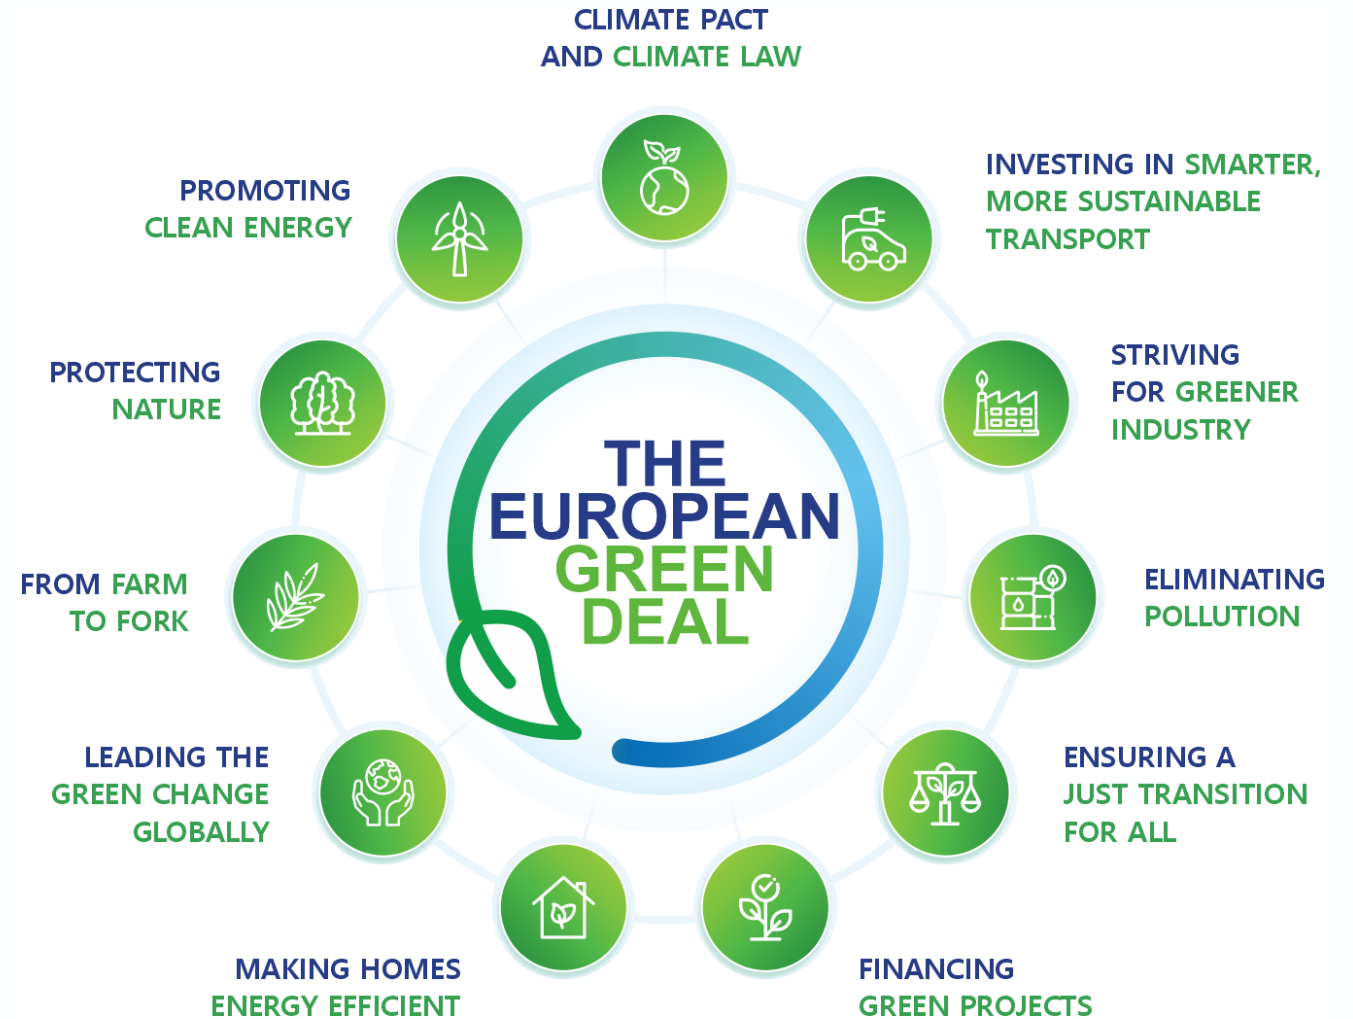 CLIMATE PACT
AND CLIMATE LAW
INVESTING IN SMARTER,
MORE SUSTAINABLE
TRANSPORT
STRIVING
FOR GREENER
INDUSTRY
ELIMINATING
POLLUTION
ENSURING A
JUST TRANSITION
FOR ALL
FINANCING
GREEN PROJECTS
MAKING HOMES
ENERGY EFFICIENT
LEADING THE
GREEN CHANGE
GLOBALLY
FROM FARM
TO FORK
PROTECTING
NATURE
PROMOTING
CLEAN ENERGY
THE
EUROPEAN
GREEN
DEAL